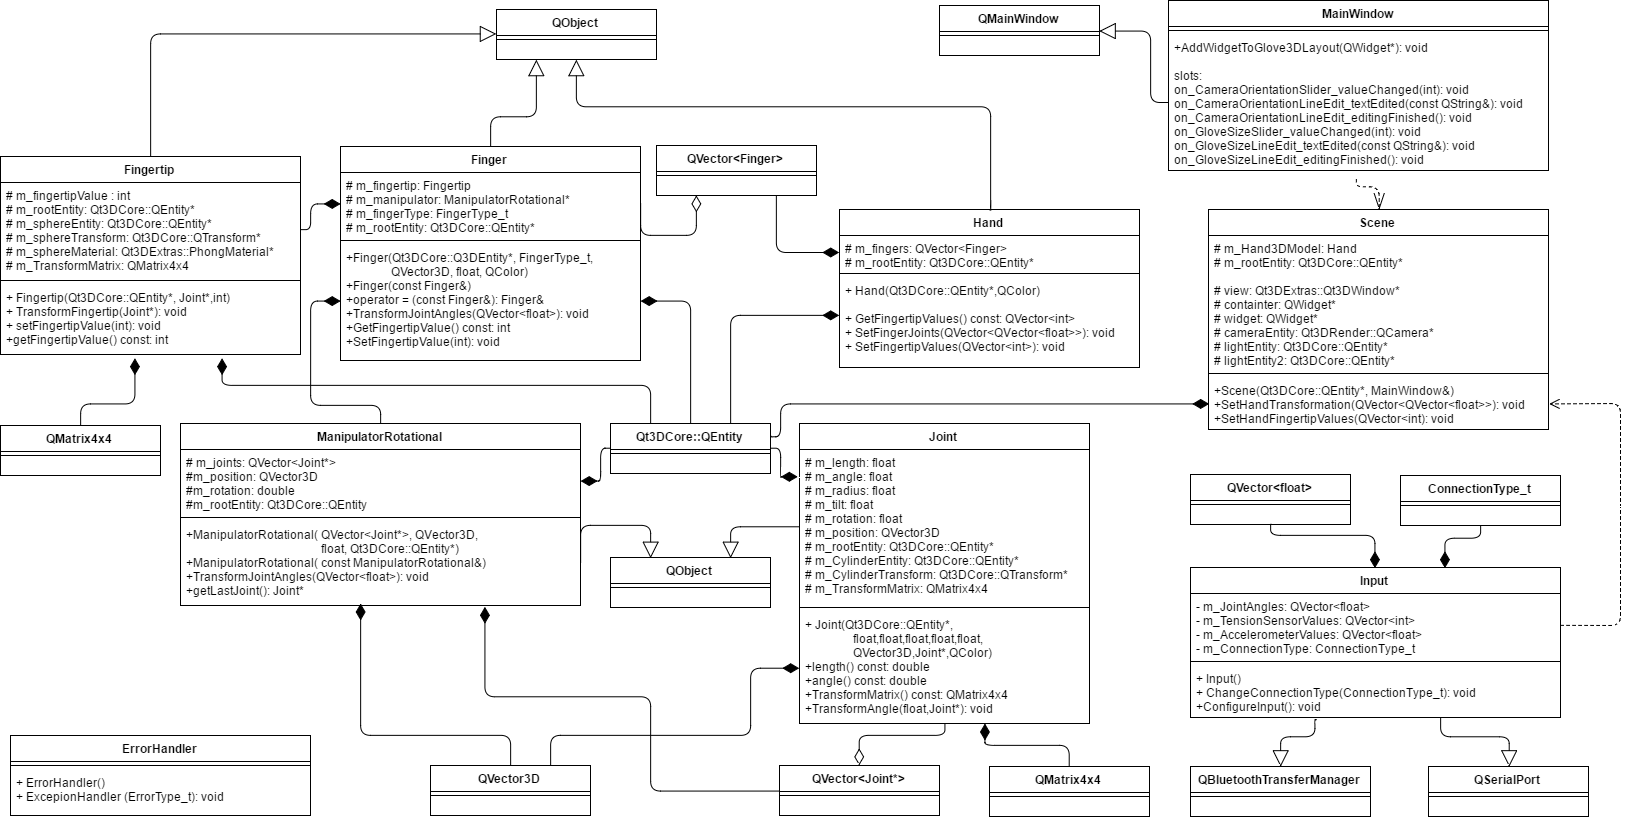 QObject
QMainWindow
MainWindow
+AddWidgetToGlove3DLayout(QWidget*): void
slots:
on_CameraOrientationSlider_valueChanged(int): void
on_CameraOrientationLineEdit_textEdited(const QString&): void
on_CameraOrientationLineEdit_editingFinished(): void
on_GloveSizeSlider_valueChanged(int): void
on_GloveSizeLineEdit_textEdited(const QString&): void
on_GloveSizeLineEdit_editingFinished(): void
Fingertip
# m_fingertipValue : int
# m_rootEntity: Qt3DCore::QEntity*
# m_sphereEntity: Qt3DCore::QEntity*
# m_sphereTransform: Qt3DCore::QTransform*
# m_sphereMaterial: Qt3DExtras::PhongMaterial*
# m_TransformMatrix: QMatrix4x4
+ Fingertip(Qt3DCore::QEntity*, Joint*,int)
+ TransformFingertip(Joint*): void
+ setFingertipValue(int): void
+getFingertipValue() const: int
Finger
# m_fingertip: Fingertip
# m_manipulator: ManipulatorRotational*
# m_fingerType: FingerType_t
# m_rootEntity: Qt3DCore::QEntity*
+Finger(Qt3DCore::Q3DEntity*, FingerType_t,
QVector3D, float, QColor)
+Finger(const Finger&)
+operator = (const Finger&): Finger&
+TransformJointAngles(QVector<float>): void
+GetFingertipValue() const: int
+SetFingertipValue(int): void
QVector<Finger>
Hand
# m_fingers: QVector<Finger>
# m_rootEntity: Qt3DCore::QEntity*
+ Hand(Qt3DCore::QEntity*,QColor)
+ GetFingertipValues() const: QVector<int>
+ SetFingerJoints(QVector<QVector<float>>): void
+ SetFingertipValues(QVector<int>): void
Scene
# m_Hand3DModel: Hand
# m_rootEntity: Qt3DCore::QEntity*
# view: Qt3DExtras::Qt3DWindow*
# containter: QWidget*
# widget: QWidget*
# cameraEntity: Qt3DRender::QCamera*
# lightEntity: Qt3DCore::QEntity*
# lightEntity2: Qt3DCore::QEntity*
+Scene(Qt3DCore::QEntity*, MainWindow&)
+SetHandTransformation(QVector<QVector<float>>): void
+SetHandFingertipValues(QVector<int): void
QMatrix4x4
ManipulatorRotational
# m_joints: QVector<Joint*>
#m_position: QVector3D
#m_rotation: double
#m_rootEntity: Qt3DCore::QEntity
+ManipulatorRotational( QVector<Joint*>, QVector3D,
float, Qt3DCore::QEntity*)
+ManipulatorRotational( const ManipulatorRotational&)
+TransformJointAngles(QVector<float>): void
+getLastJoint(): Joint*
Qt3DCore::QEntity
QObject
Joint
# m_length: float
# m_angle: float
# m_radius: float
# m_tilt: float
# m_rotation: float
# m_position: QVector3D
# m_rootEntity: Qt3DCore::QEntity*
# m_CylinderEntity: Qt3DCore::QEntity*
# m_CylinderTransform: Qt3DCore::QTransform*
# m_TransformMatrix: QMatrix4x4
+ Joint(Qt3DCore::QEntity*,
float,float,float,float,float,
QVector3D,Joint*,QColor)
+length() const: double
+angle() const: double
+TransformMatrix() const: QMatrix4x4
+TransformAngle(float,Joint*): void
QVector<float>
ConnectionType_t
Input
- m_JointAngles: QVector<float>
- m_TensionSensorValues: QVector<int>
- m_AccelerometerValues: QVector<float>
- m_ConnectionType: ConnectionType_t
+ Input()
+ ChangeConnectionType(ConnectionType_t): void
+ConfigureInput(): void
ErrorHandler
+ ErrorHandler()
+ ExcepionHandler (ErrorType_t): void
QVector3D
QVector<Joint*>
QMatrix4x4
QBluetoothTransferManager
QSerialPort